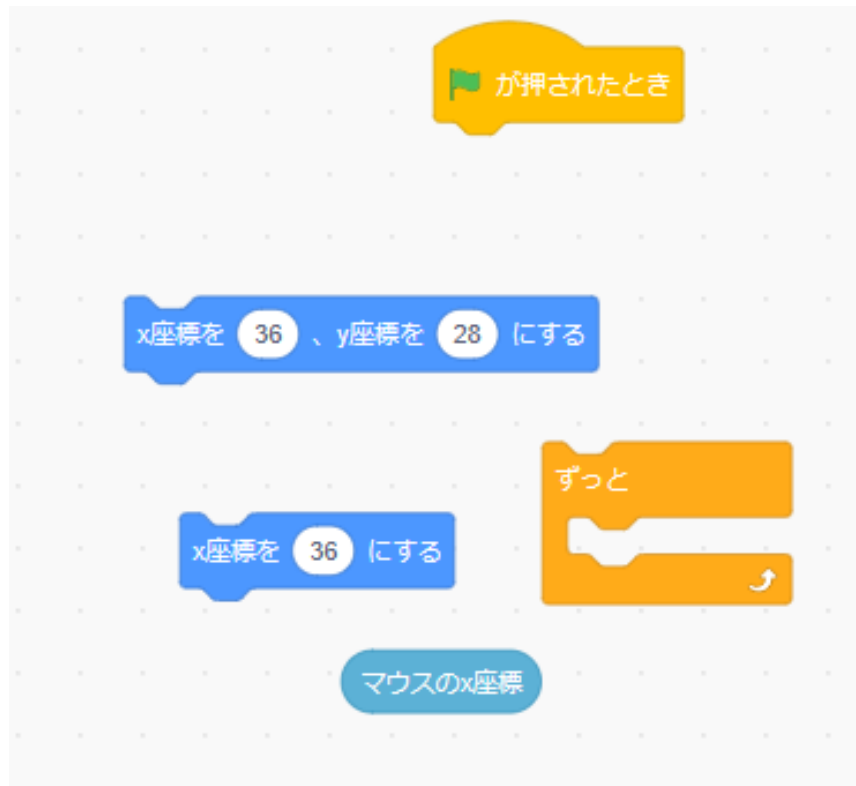 が押されたとき
x座標を 36 、y座標を 28 にする
ずっと
x座標を 36 にする
マウスのx座標